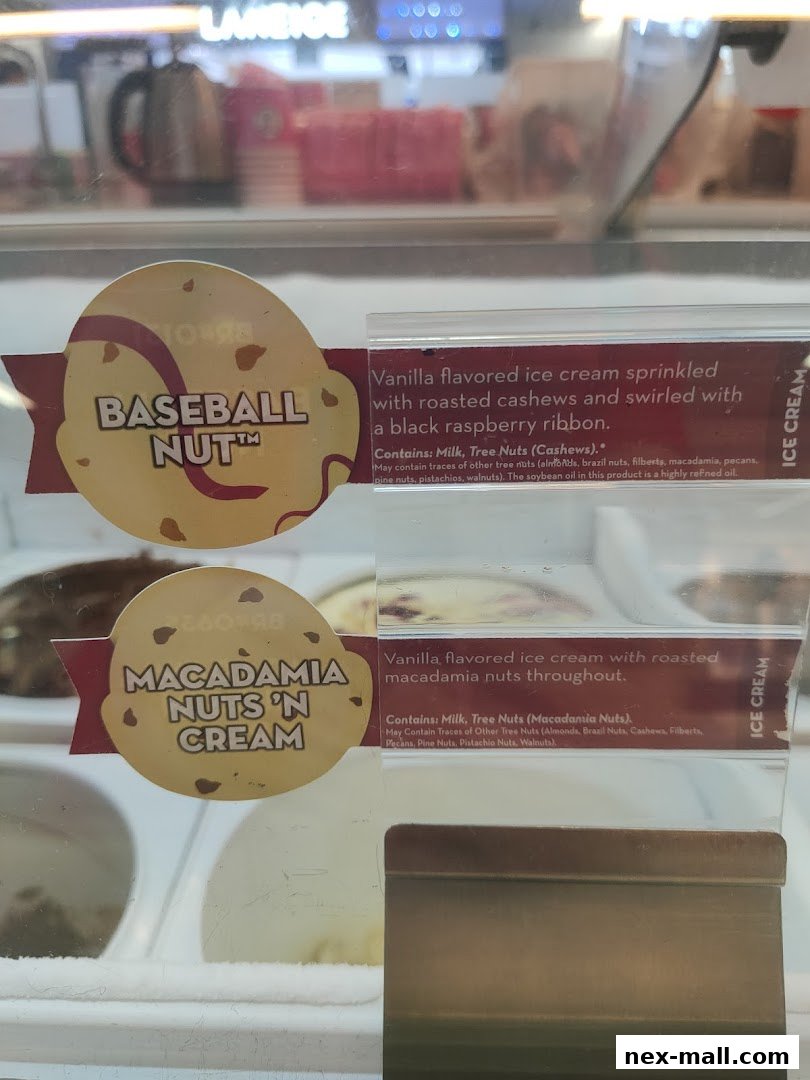 LANEIGE
BASEBALL
NUT™
Vanilla flavored ice cream sprinkled
with roasted cashews and swirled with
a black raspberry ribbon.
Contains: Milk, Tree Nuts (Cashews).*
May contain traces of other tree nuts (almonds, brazil nuts, filberts, macadamia, pecans,
pine nuts, pistachios, walnuts). The soybean oil in this product is a highly refined oil.
ICE CREAM
MACADAMIA
NUTS 'N
CREAM
Vanilla flavored ice cream with roasted
macadamia nuts throughout.
Contains: Milk, Tree Nuts (Macadamia Nuts).
May Contain Traces of Other Tree Nuts (Almonds, Brazil Nuts, Cashews, Filberts,
Pecans, Pine Nuts, Pistachio Nuts, Walnuts).
ICE CREAM
nex-mall.com